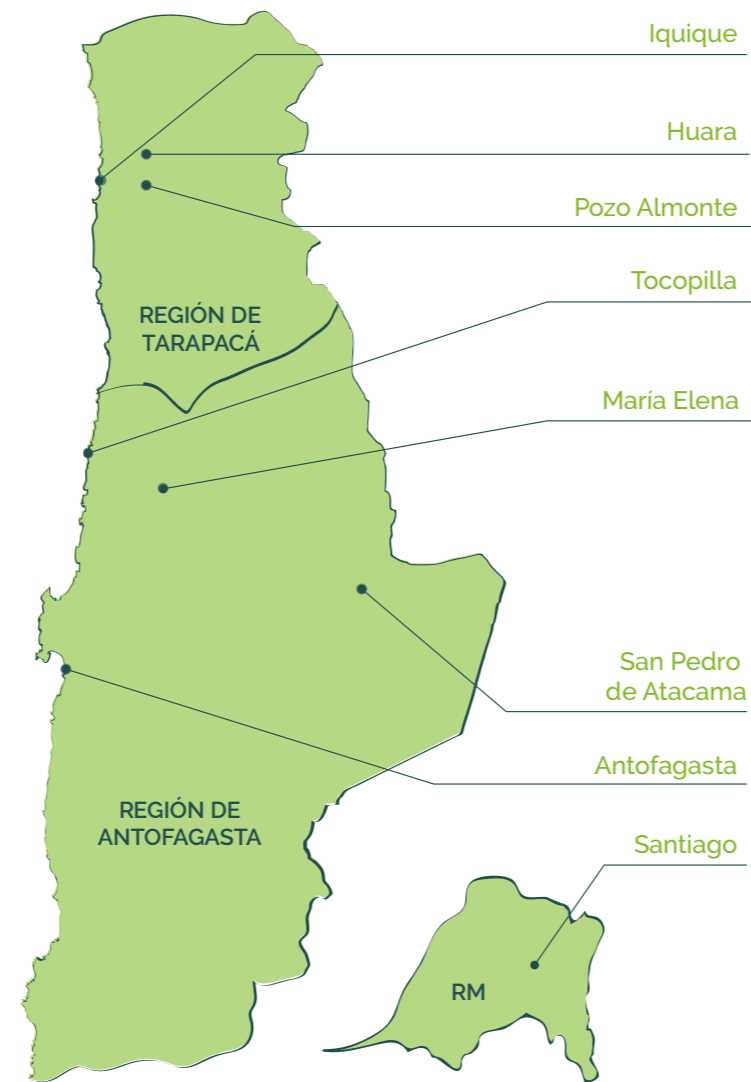 Iquique
Huara
Pozo Almonte
Tocopilla
REGIÓN DE
TARAPACÁ
María Elena
San Pedro
de Atacama
Antofagasta
REGIÓN DE
ANTOFAGASTA
Santiago
RM